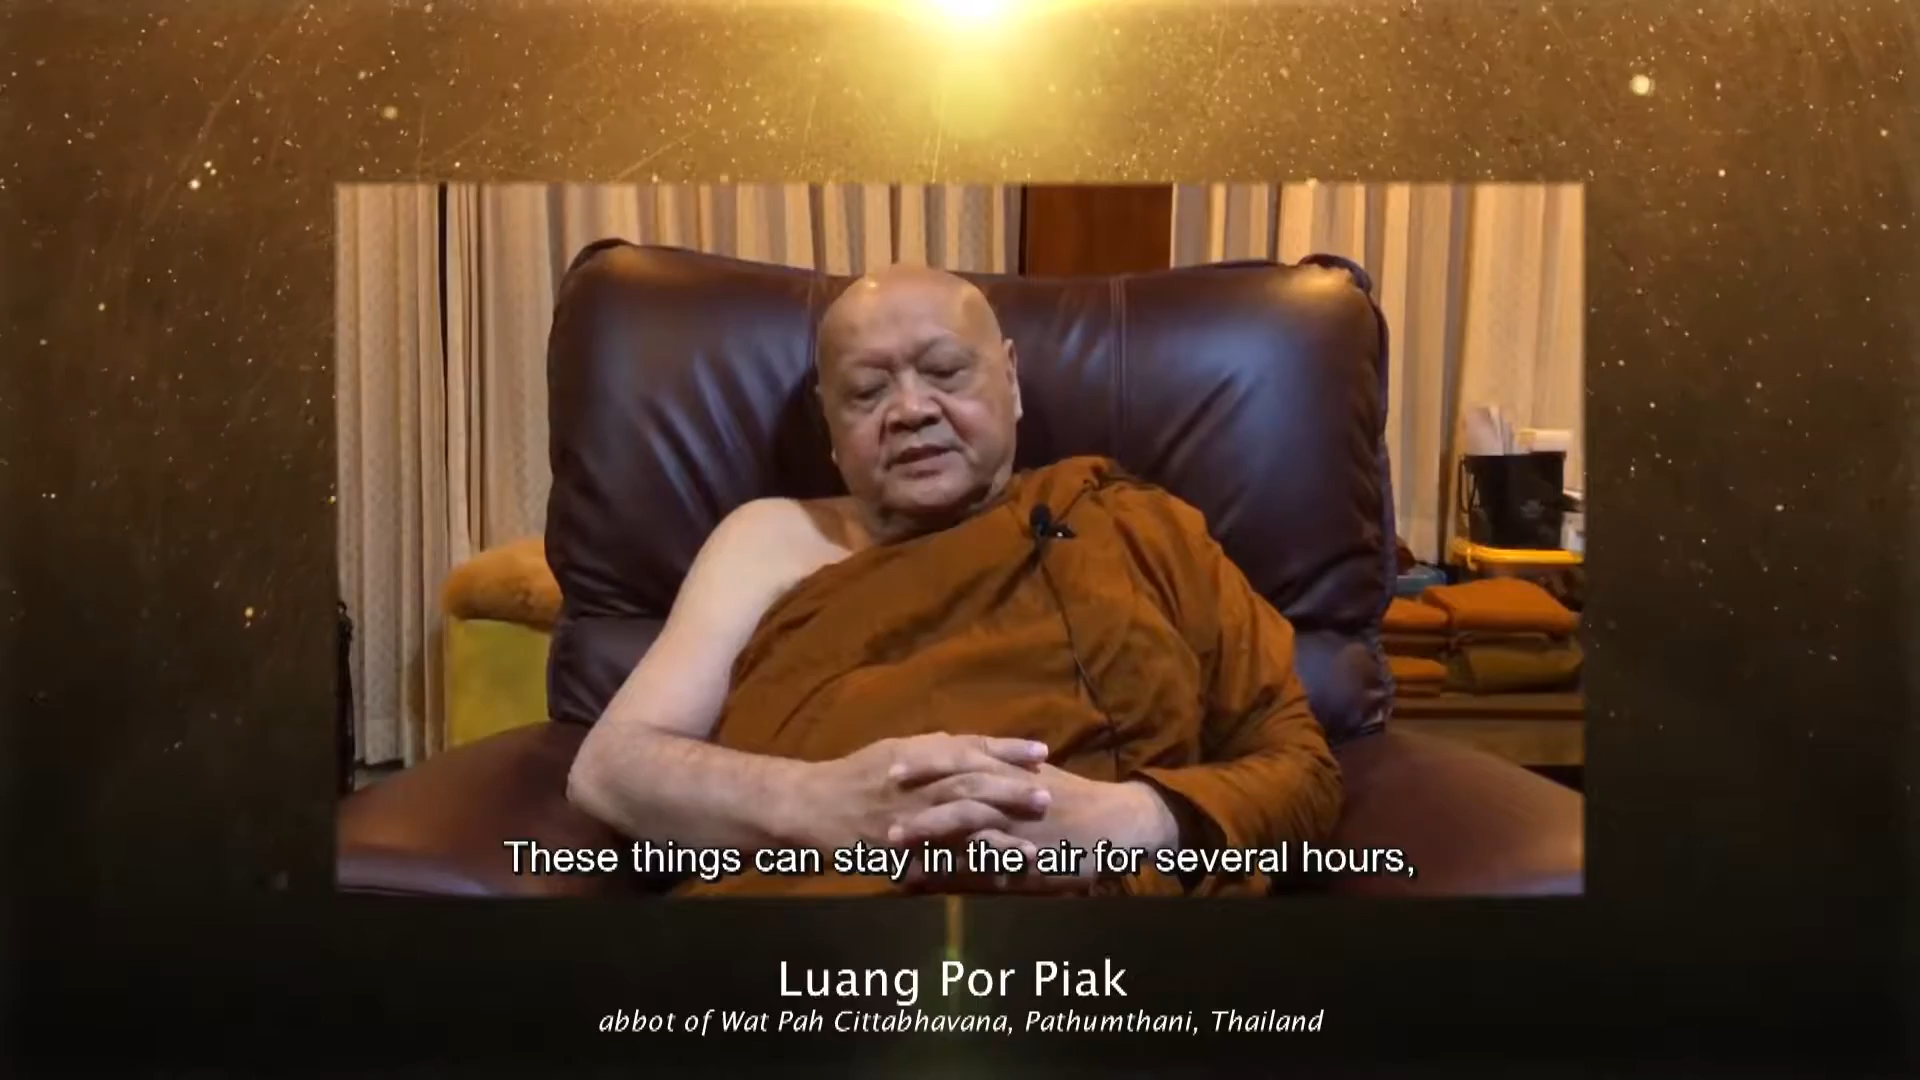 These things can stay in the air for several hours,
Luang Por Piak
abbot of Wat Pah Cittabhavana, Pathumthani, Thailand